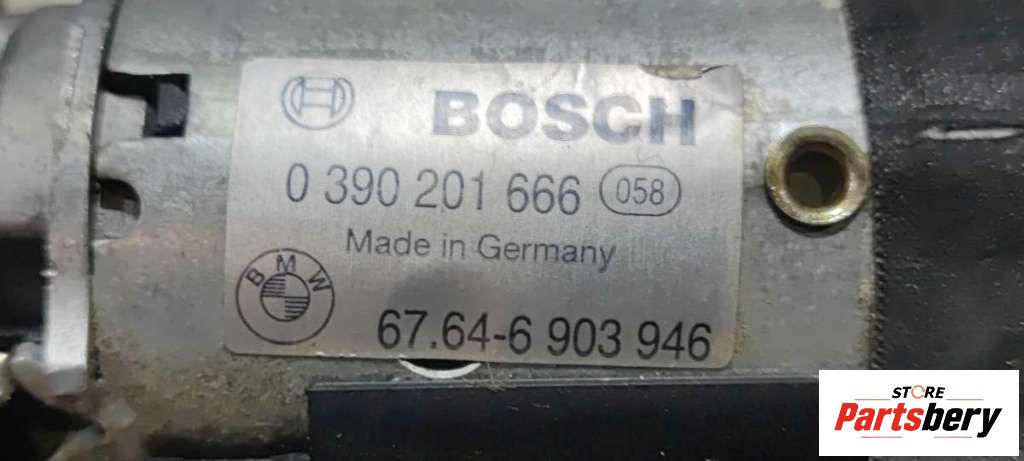 BOSCH
0 390 201 666 058
Made in Germany
BMW
67.64-6 903 946
STORE
Partsbery